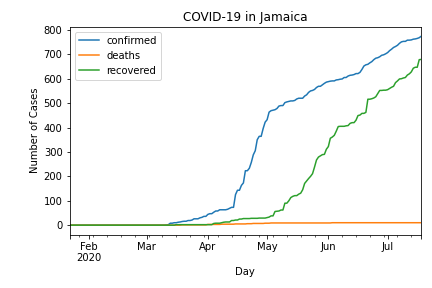 COVID-19 in Jamaica
800
700
600
500
400
300
200
100
0
Number of Cases
confirmed
deaths
recovered
Feb Mar Apr May Jun Jul
2020
Day